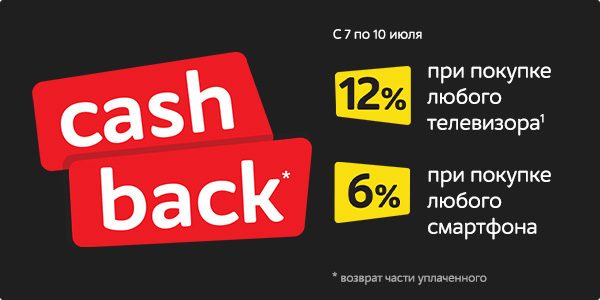 cash
back*
С 7 по 10 июля
12%
при покупке
любого
телевизора¹
6%
при покупке
любого
смартфона
* возврат части уплаченного